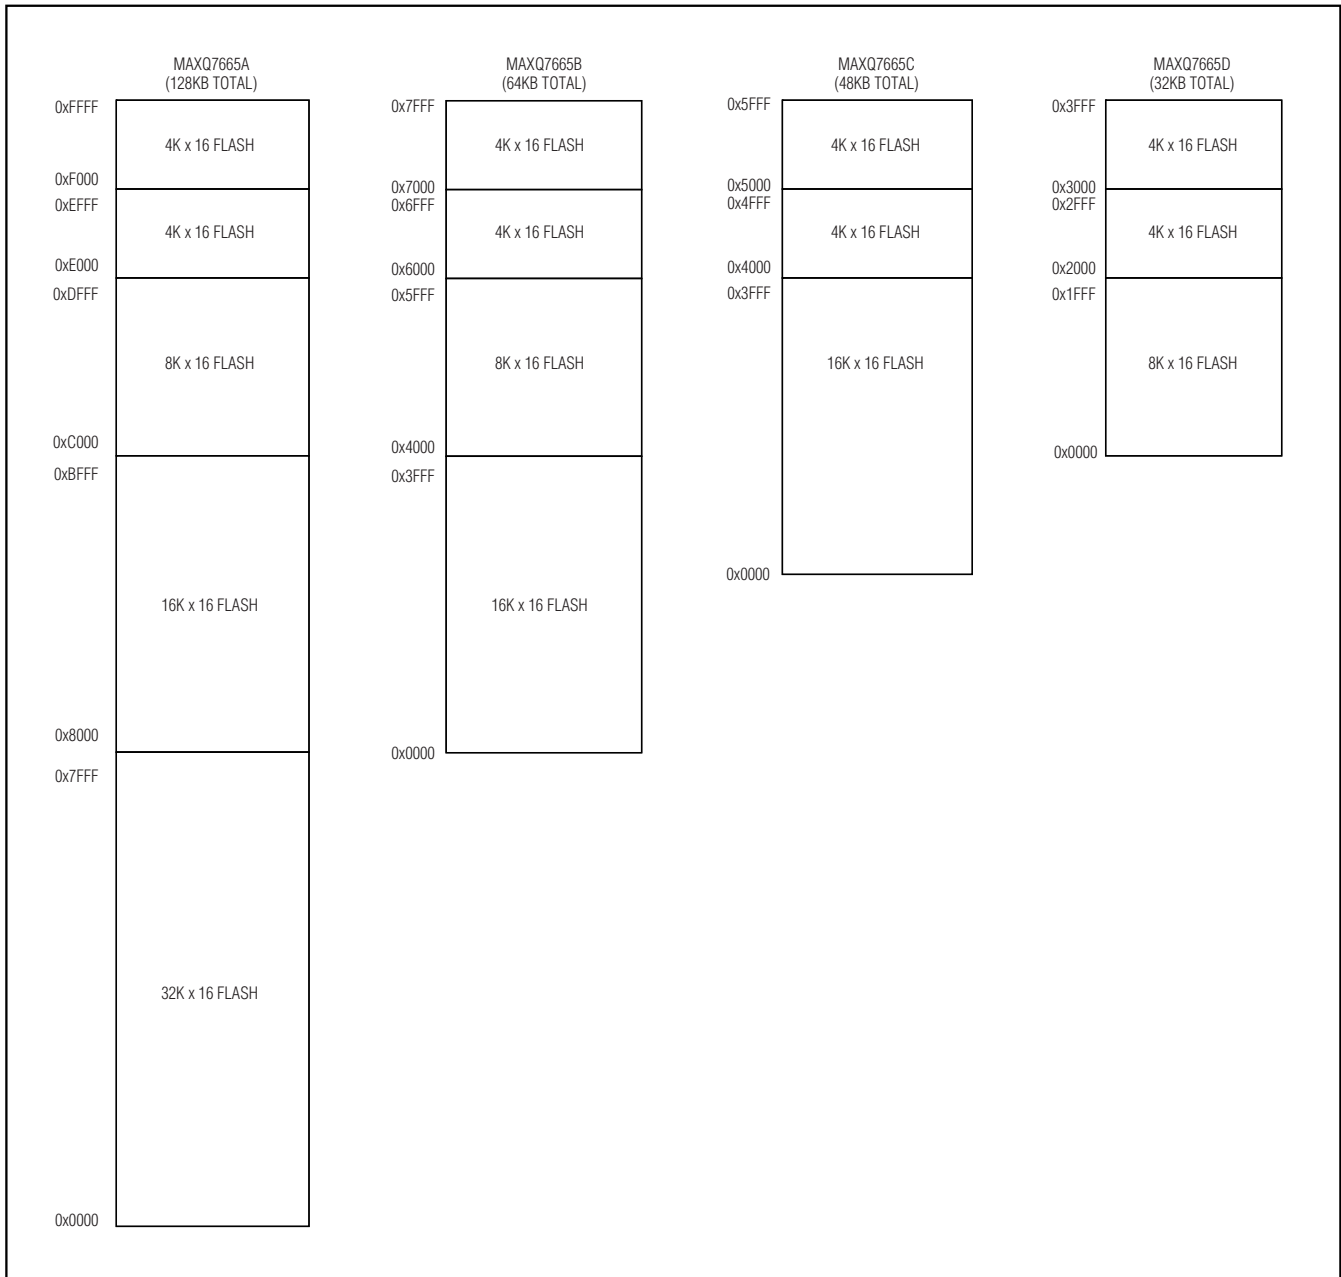 MAXQ7665A
(128KB TOTAL)
0xFFFF
4K x 16 FLASH
0xF000
0xEFFF
4K x 16 FLASH
0xE000
0xDFFF
8K x 16 FLASH
0xC000
0xBFFF
16K x 16 FLASH
0x8000
0x7FFF
32K x 16 FLASH
0x0000
MAXQ7665B
(64KB TOTAL)
0x7FFF
4K x 16 FLASH
0x7000
0x6FFF
4K x 16 FLASH
0x6000
0x5FFF
8K x 16 FLASH
0x4000
0x3FFF
16K x 16 FLASH
0x0000
MAXQ7665C
(48KB TOTAL)
0x5FFF
4K x 16 FLASH
0x5000
0x4FFF
4K x 16 FLASH
0x4000
0x3FFF
16K x 16 FLASH
0x0000
MAXQ7665D
(32KB TOTAL)
0x3FFF
4K x 16 FLASH
0x3000
0x2FFF
4K x 16 FLASH
0x2000
0x1FFF
8K x 16 FLASH
0x0000